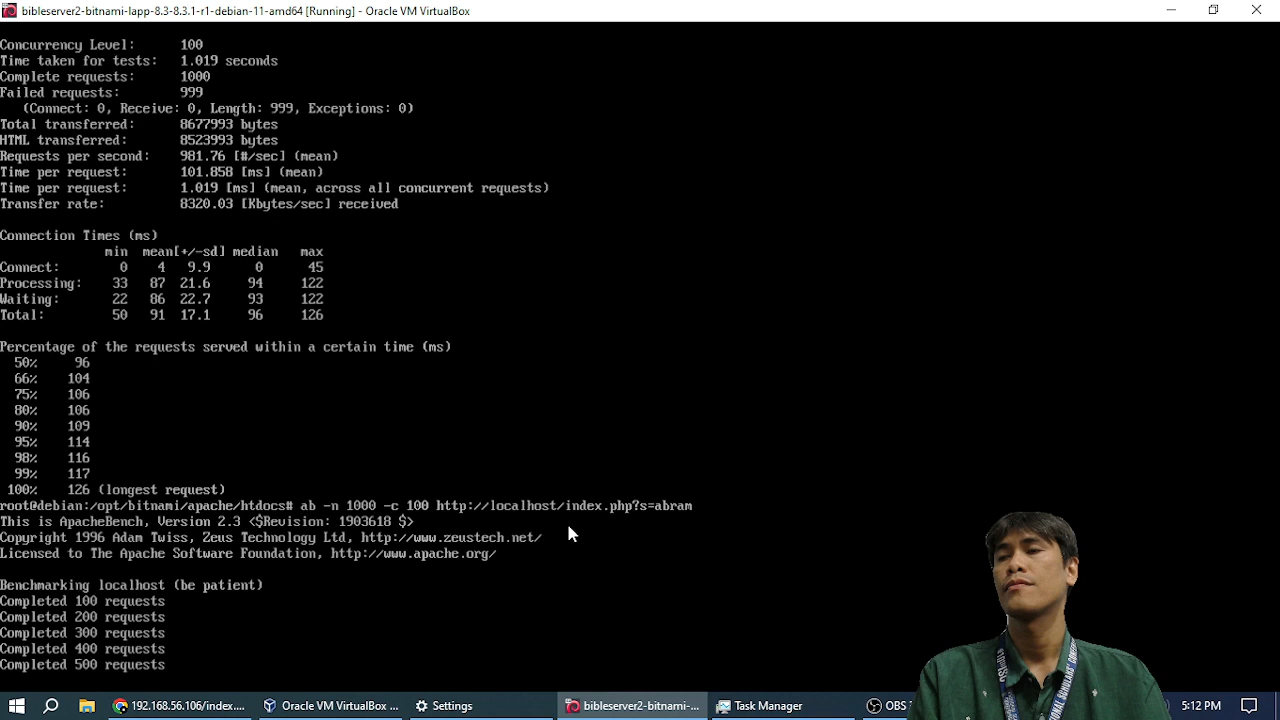 bibleserver2-bitnami-lapp-8.3-8.3.1-r1-debian-11-amd64 [Running] - Oracle VM VirtualBox
Concurrency Level: 100
Time taken for tests: 1.019 seconds
Complete requests: 1000
Failed requests: 999
(Connect: 0, Receive: 0, Length: 999, Exceptions: 0)
Total transferred: 8677993 bytes
HTML transferred: 8523993 bytes
Requests per second: 981.76 [#/sec] (mean)
Time per request: 101.858 [ms] (mean)
Time per request: 1.019 [ms] (mean, across all concurrent requests)
Transfer rate: 8320.03 [Kbytes/sec] received
Connection Times (ms)
min mean[+/-sd] median max
Connect: 0 4 9.9 0 45
Processing: 33 87 21.6 94 122
Waiting: 22 86 22.7 93 122
Total: 50 91 17.1 96 126
Percentage of the requests served within a certain time (ms)
50% 96
66% 104
75% 106
80% 106
90% 109
95% 114
98% 116
99% 117
100% 126 (longest request)
root@debian:/opt/bitnami/apache/htdocs# ab -n 1000 -c 100 http://localhost/index.php?s=abram
This is ApacheBench, Version 2.3 <$Revision: 1903618 $>
Copyright 1996 Adam Twiss, Zeus Technology Ltd, http://www.zeustech.net/
Licensed to The Apache Software Foundation, http://www.apache.org/
Benchmarking localhost (be patient)
Completed 100 requests
Completed 200 requests
Completed 300 requests
Completed 400 requests
Completed 500 requests
192.168.56.106/index.... Oracle VM VirtualBox ... Settings bibleserver2-bitnami-... Task Manager OBS 5:12 PM